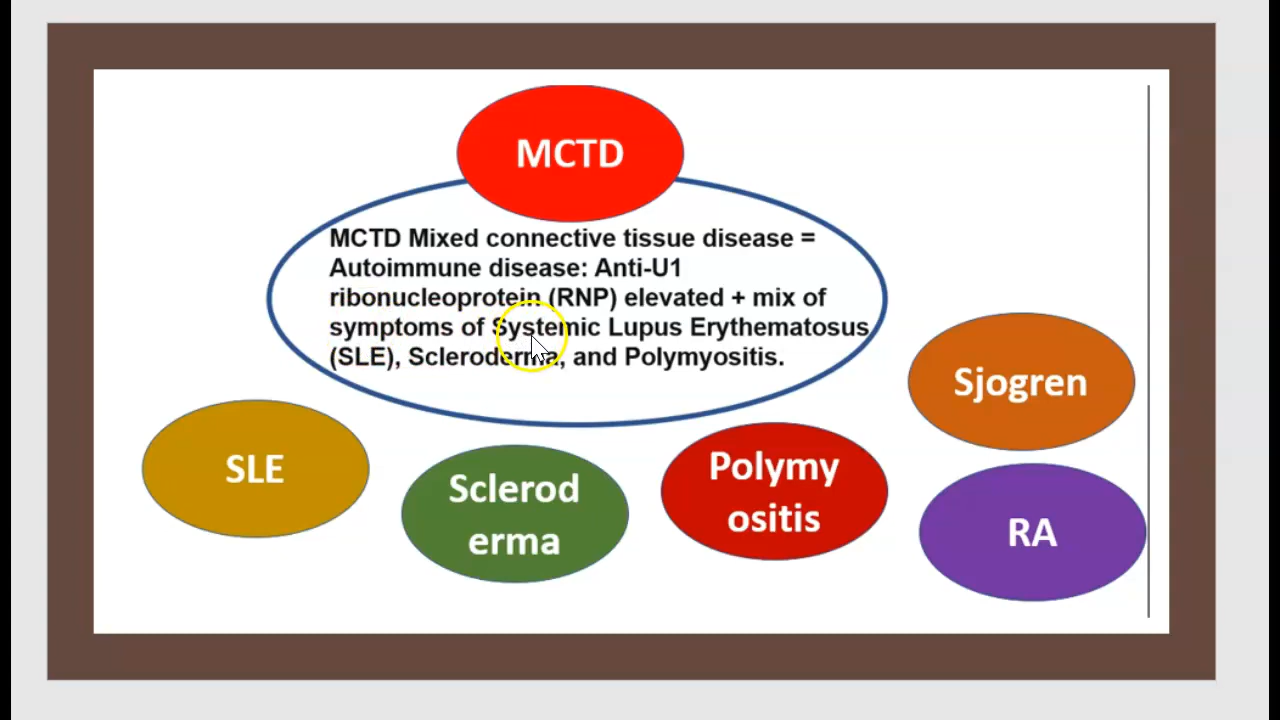 MCTD
MCTD Mixed connective tissue disease =
Autoimmune disease: Anti-U1
ribonucleoprotein (RNP) elevated + mix of
symptoms of Systemic Lupus Erythematosus
(SLE), Scleroderma, and Polymyositis.
SLE
Sclerod
erma
Polymy
ositis
Sjogren
RA